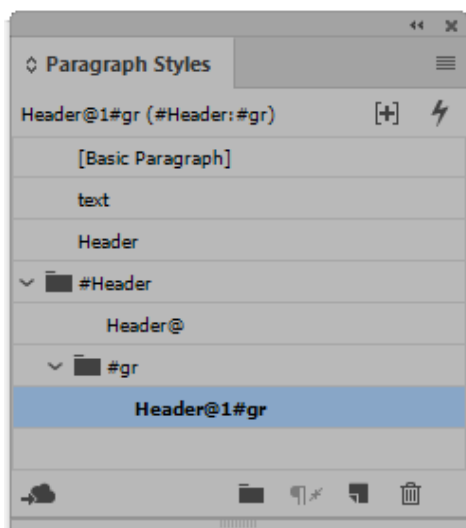 Paragraph Styles
Header@1#gr (#Header:#gr)
[Basic Paragraph]
text
Header
#Header
Header@
#gr
Header@1#gr